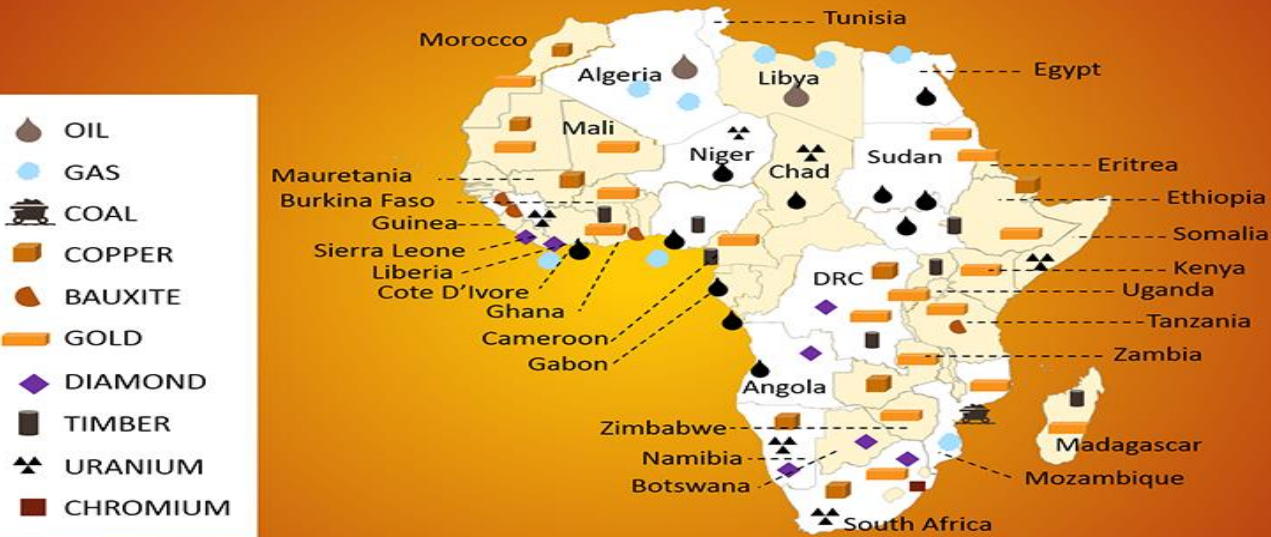 OIL
GAS
COAL
COPPER
BAUXITE
GOLD
DIAMOND
TIMBER
URANIUM
CHROMIUM
Tunisia
Morocco
Algeria
Libya
Egypt
Mali
Niger
Chad
Sudan
Eritrea
Mauretania
Ethiopia
Burkina Faso
Guinea
Somalia
Sierra Leone
Liberia
Kenya
DRC
Cote D'Ivore
Uganda
Ghana
Tanzania
Cameroon
Zambia
Gabon
Angola
Zimbabwe
Madagascar
Namibia
Mozambique
Botswana
South Africa